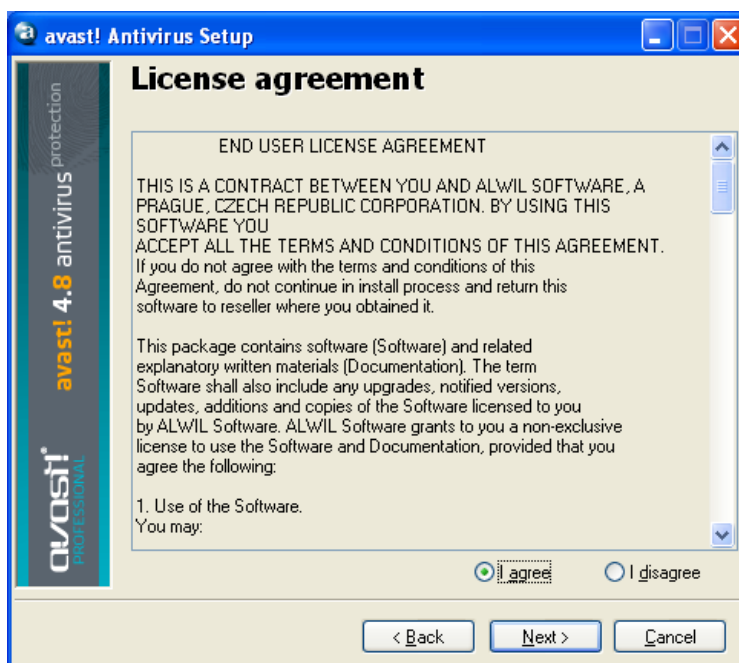 avast! Antivirus Setup
License agreement
END USER LICENSE AGREEMENT
THIS IS A CONTRACT BETWEEN YOU AND ALWIL SOFTWARE, A
PRAGUE, CZECH REPUBLIC CORPORATION. BY USING THIS
SOFTWARE YOU
ACCEPT ALL THE TERMS AND CONDITIONS OF THIS AGREEMENT.
If you do not agree with the terms and conditions of this
Agreement, do not continue in install process and return this
software to reseller where you obtained it.
This package contains software (Software) and related
explanatory written materials (Documentation). The term
Software shall also include any upgrades, notified versions,
updates, additions and copies of the Software licensed to you
by ALWIL Software. ALWIL Software grants to you a non-exclusive
license to use the Software and Documentation, provided that you
agree the following:
1. Use of the Software.
You may:
avast! 4.8 antivirus protection
avast!
PROFESSIONAL
I agree
I disagree
< Back
Next >
Cancel